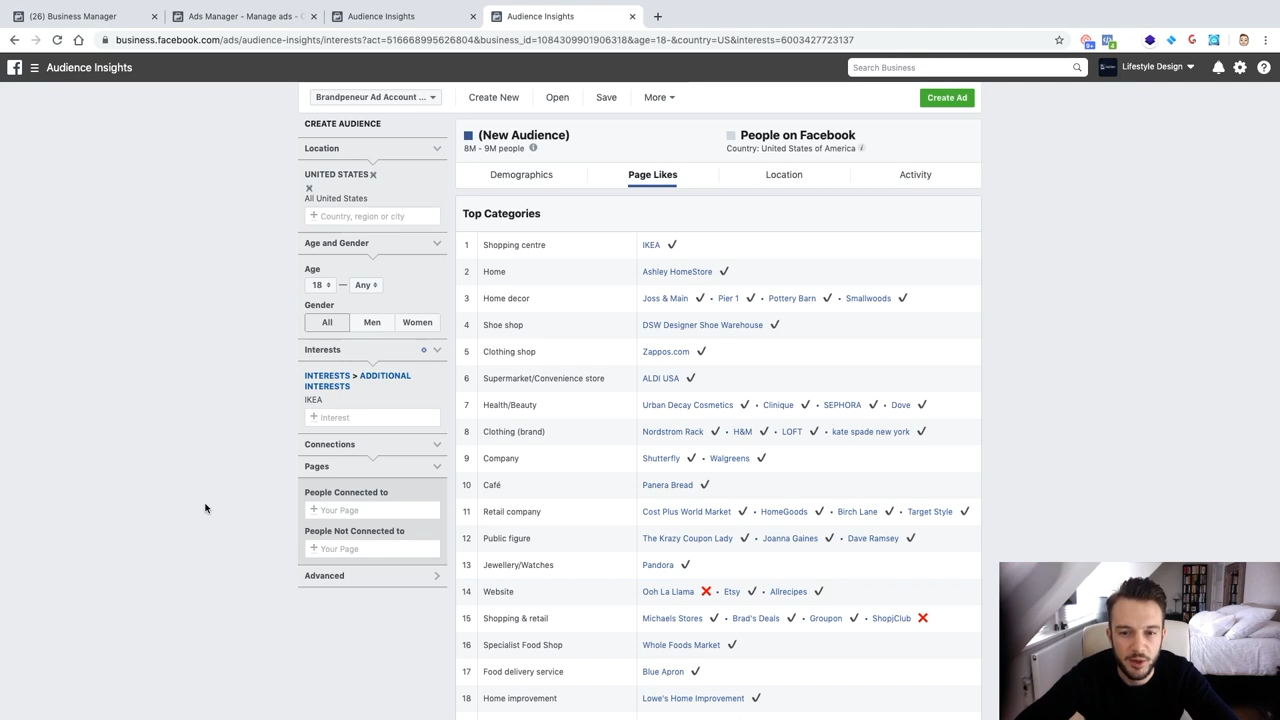 (26) Business Manager
Ads Manager - Manage ads - C
Audience Insights
Audience Insights
business.facebook.com/ads/audience-insights/interests?act=516668995626804&business_id=1084309901906318&age=18-&country=US&interests=6003427723137
Audience Insights
Search Business
Lifestyle Design
Brandpeneur Ad Account ...
Create New
Open
Save
More
Create Ad
CREATE AUDIENCE
(New Audience)
8M - 9M people
People on Facebook
Country: United States of America
Location
Demographics
Page Likes
Location
Activity
UNITED STATES
All United States
Country, region or city
Age and Gender
Age
18 — Any
Gender
All Men Women
Interests
INTERESTS > ADDITIONAL
INTERESTS
IKEA
Interest
Connections
Pages
People Connected to
Your Page
People Not Connected to
Your Page
Advanced
Top Categories
1 Shopping centre IKEA
2 Home Ashley HomeStore
3 Home decor Joss & Main • Pier 1 • Pottery Barn • Smallwoods
4 Shoe shop DSW Designer Shoe Warehouse
5 Clothing shop Zappos.com
6 Supermarket/Convenience store ALDI USA
7 Health/Beauty Urban Decay Cosmetics • Clinique • SEPHORA • Dove
8 Clothing (brand) Nordstrom Rack • H&M • LOFT • kate spade new york
9 Company Shutterfly • Walgreens
10 Café Panera Bread
11 Retail company Cost Plus World Market • HomeGoods • Birch Lane • Target Style
12 Public figure The Krazy Coupon Lady • Joanna Gaines • Dave Ramsey
13 Jewellery/Watches Pandora
14 Website Ooh La Llama • Etsy • Allrecipes
15 Shopping & retail Michaels Stores • Brad's Deals • Groupon • ShopjClub
16 Specialist Food Shop Whole Foods Market
17 Food delivery service Blue Apron
18 Home improvement Lowe's Home Improvement